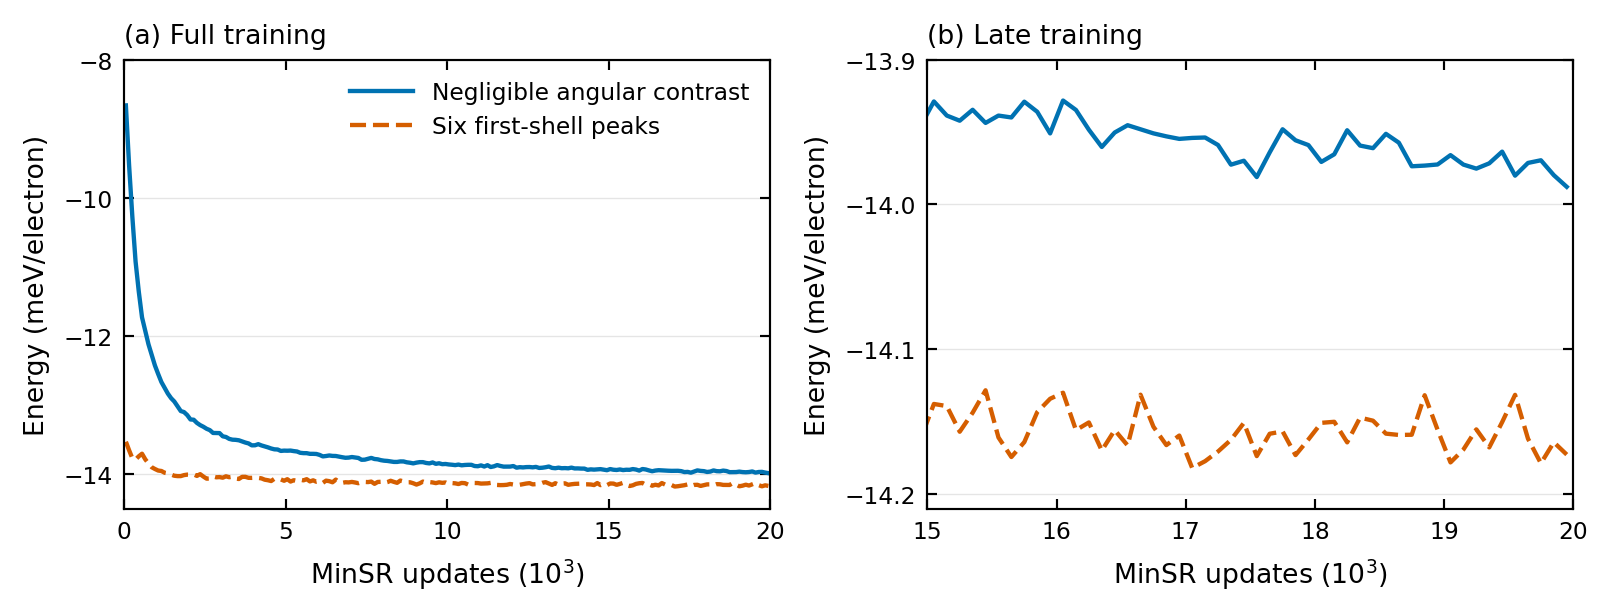 (a) Full training
Energy (meV/electron)
−8
−10
−12
−14
Negligible angular contrast
Six first-shell peaks
0 5 10 15 20
MinSR updates (10³)
(b) Late training
Energy (meV/electron)
−13.9
−14.0
−14.1
−14.2
15 16 17 18 19 20
MinSR updates (10³)